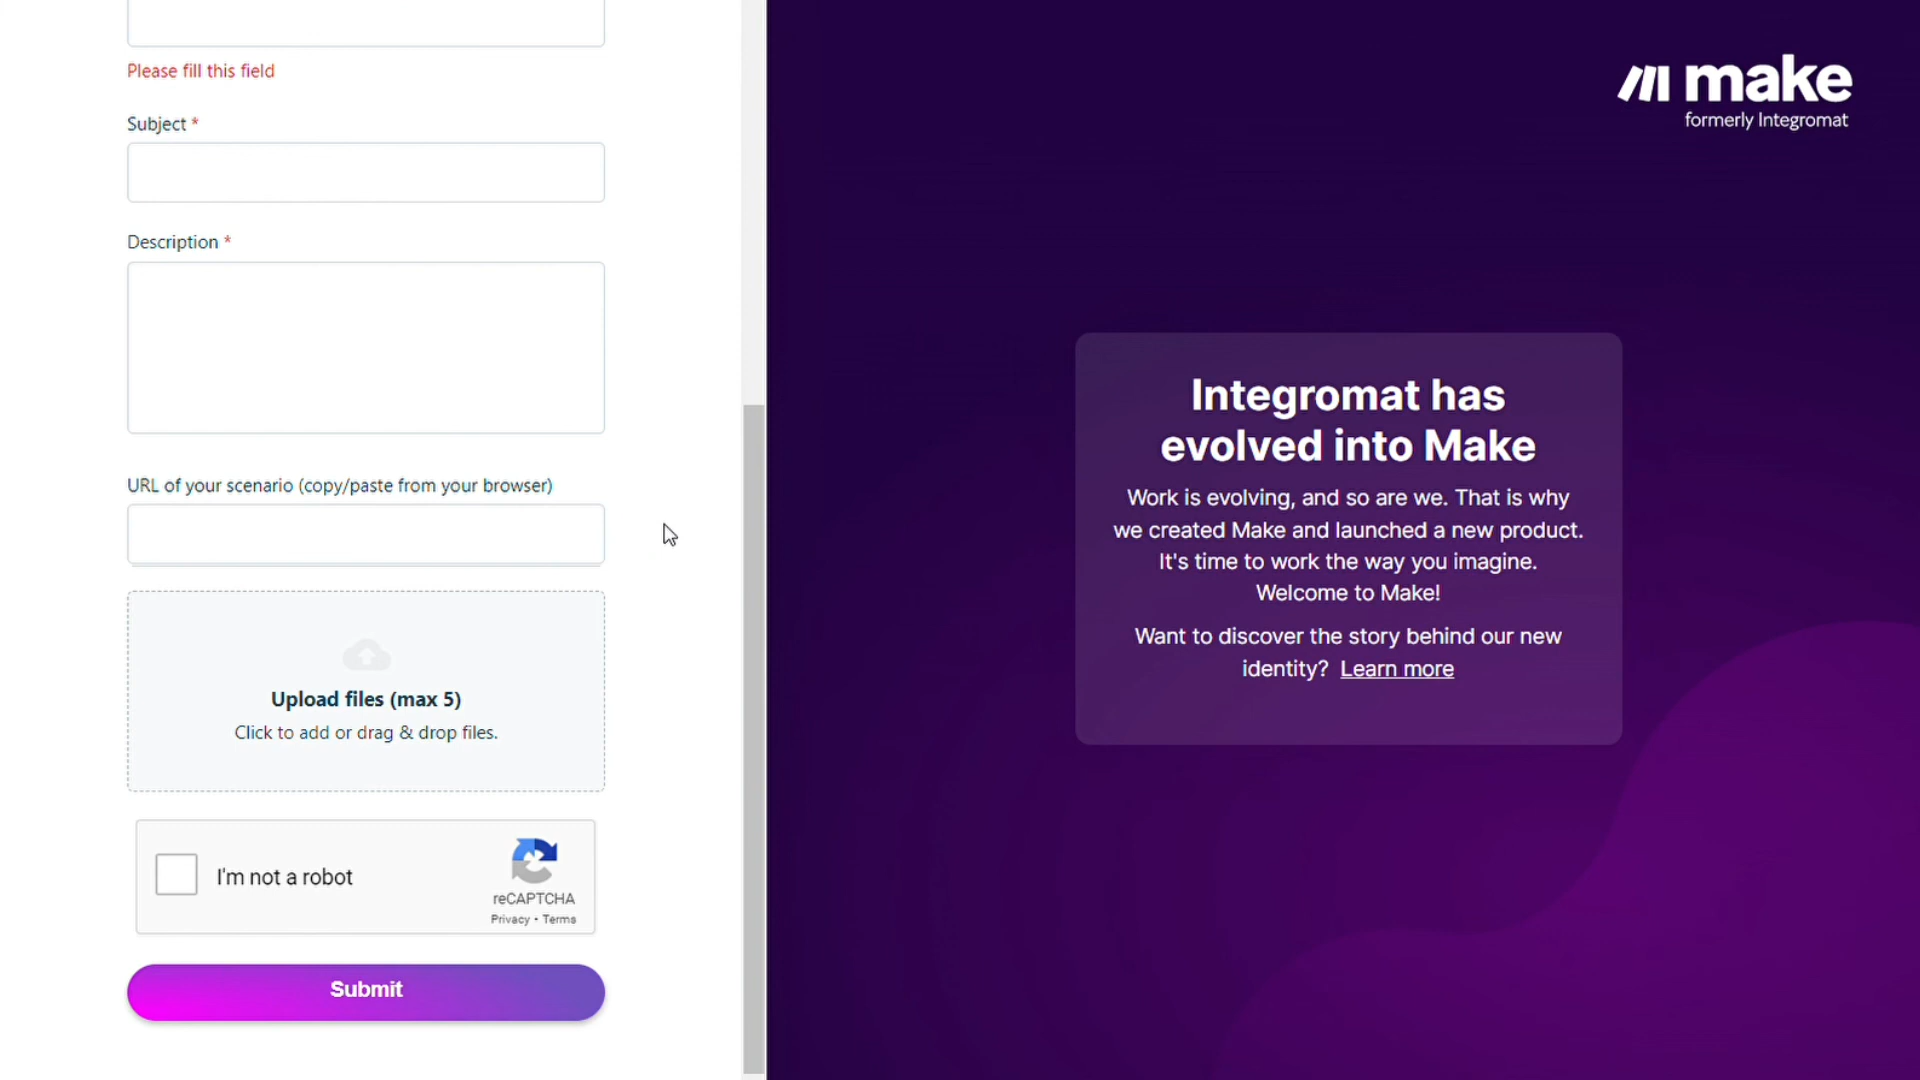 Please fill this field
Subject *
Description *
URL of your scenario (copy/paste from your browser)
Upload files (max 5)
Click to add or drag & drop files.
I'm not a robot
reCAPTCHA
Privacy • Terms
Submit
make
formerly Integromat
Integromat has
evolved into Make
Work is evolving, and so are we. That is why
we created Make and launched a new product.
It's time to work the way you imagine.
Welcome to Make!
Want to discover the story behind our new
identity? Learn more